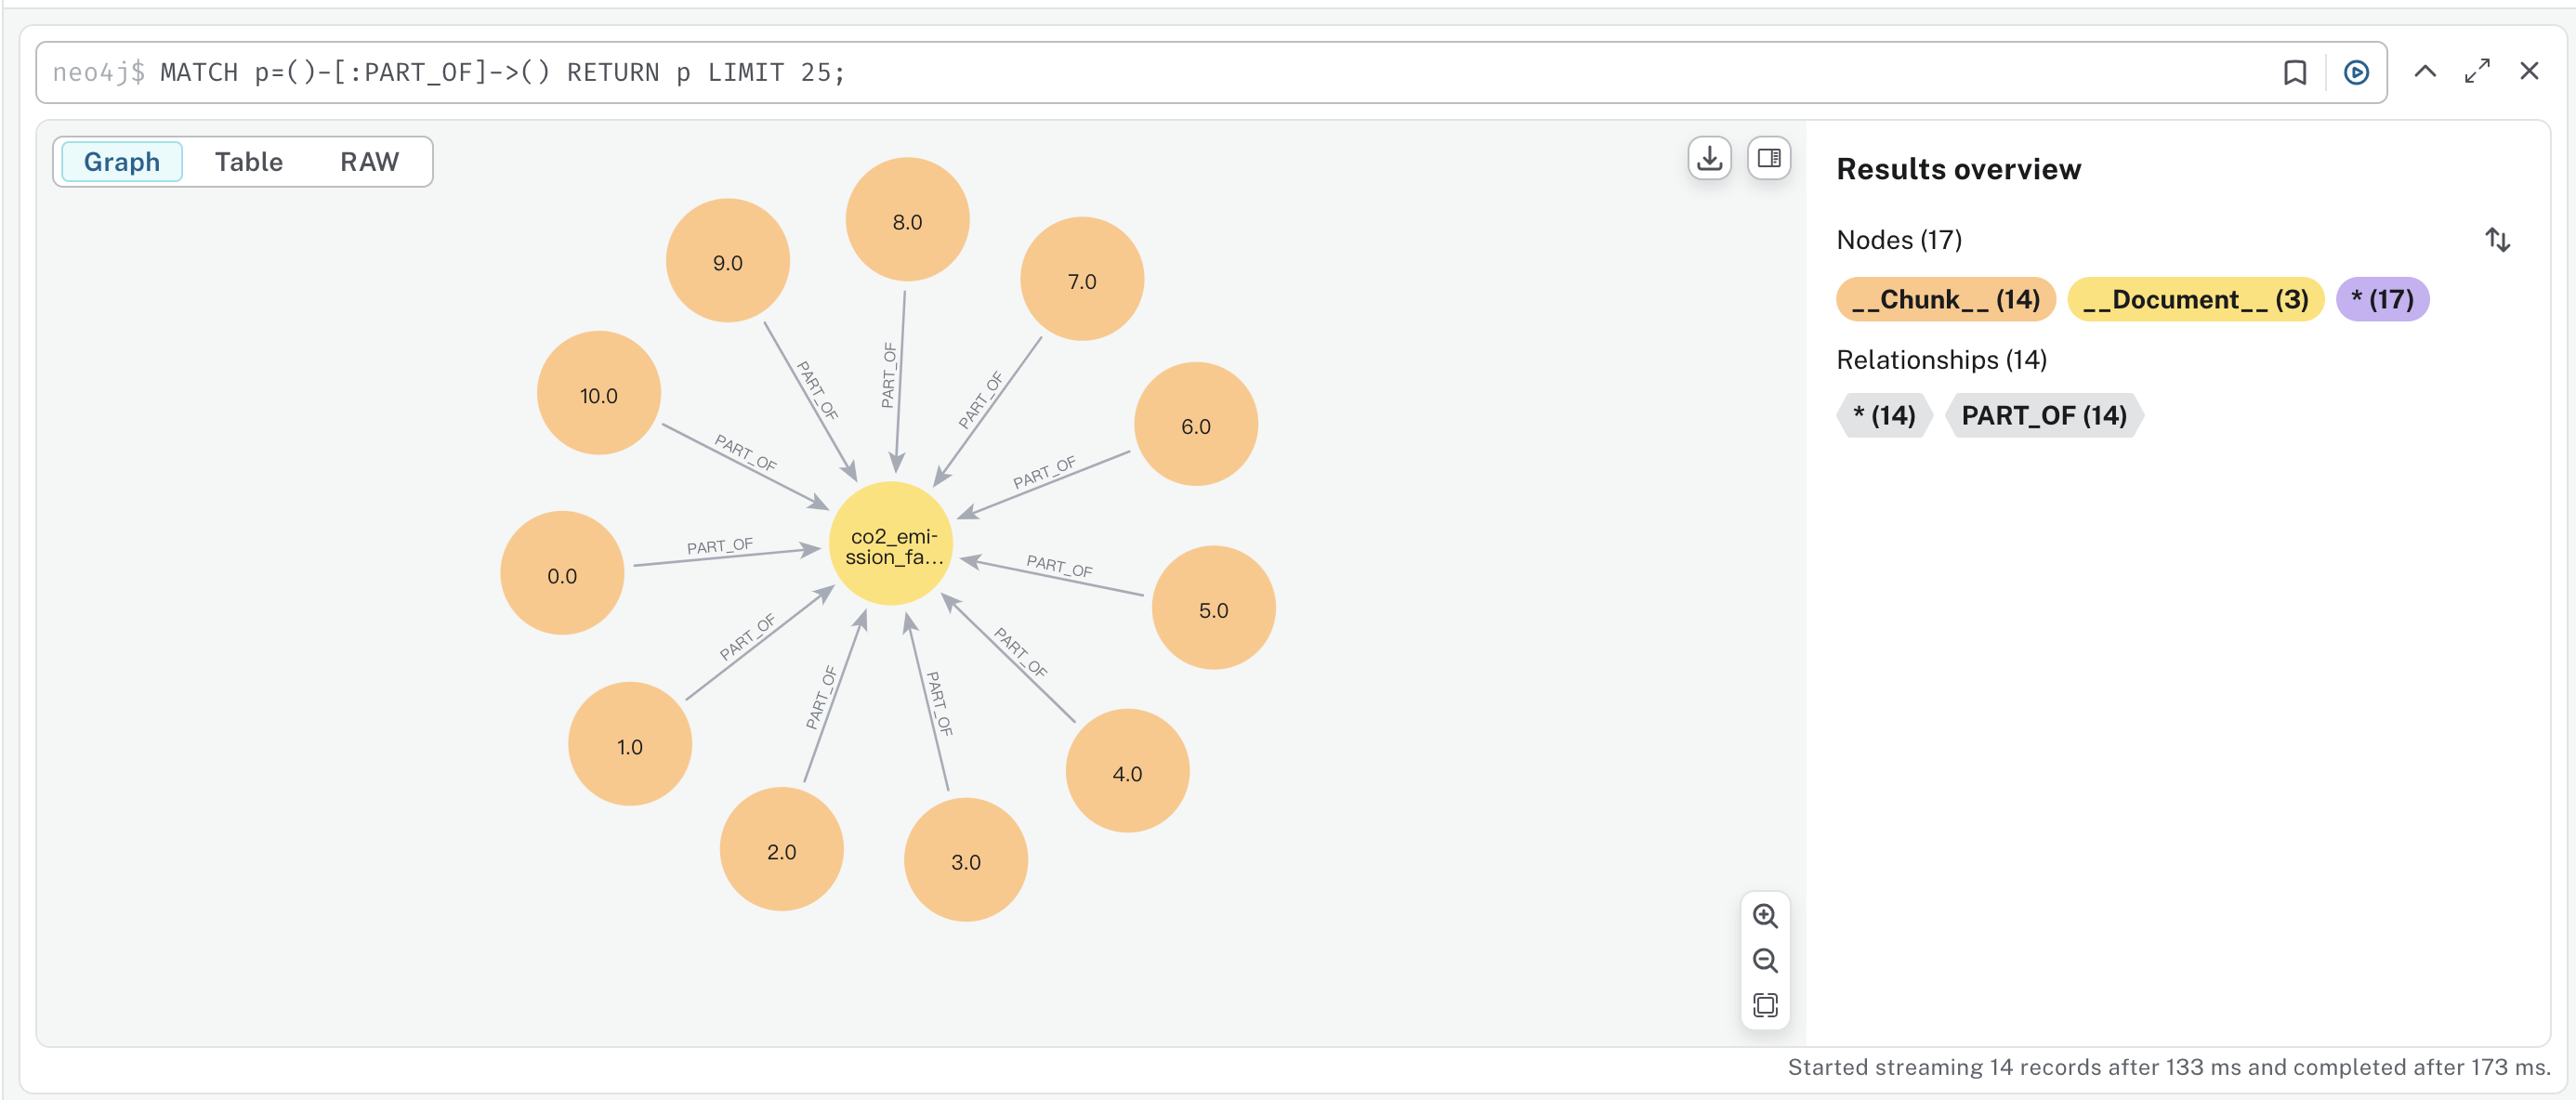 neo4j$ MATCH p=()-[:PART_OF]->() RETURN p LIMIT 25;
Graph Table RAW
Results overview
Nodes (17)
__Chunk__ (14) __Document__ (3) * (17)
Relationships (14)
* (14) PART_OF (14)
8.0
9.0
7.0
10.0
6.0
PART_OF
PART_OF
PART_OF
PART_OF
PART_OF
co2_emi-
ssion_fa...
0.0
PART_OF
PART_OF
5.0
PART_OF
PART_OF
PART_OF
PART_OF
1.0
4.0
2.0
3.0
Started streaming 14 records after 133 ms and completed after 173 ms.